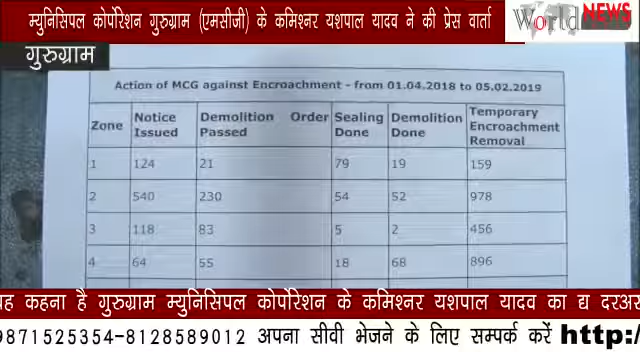 म्युनिसिपल कोर्पोरेशन गुरुग्राम (एमसीजी) के कमिश्नर यशपाल यादव ने की प्रेस वार्ता
World NEWS
गुरुग्राम
Action of MCG against Encroachment - from 01.04.2018 to 05.02.2019
Zone Notice Issued Demolition Order Passed Sealing Done Demolition Done Temporary Encroachment Removal
1 124 21 79 19 159
2 540 230 54 52 978
3 118 83 5 2 456
4 64 55 18 68 896
यह कहना है गुरुग्राम म्युनिसिपल कोर्पोरेशन के कमिश्नर यशपाल यादव का द्य दरअस
9871525354-8128589012 अपना सीवी भेजने के लिए सम्पर्क करें http:/